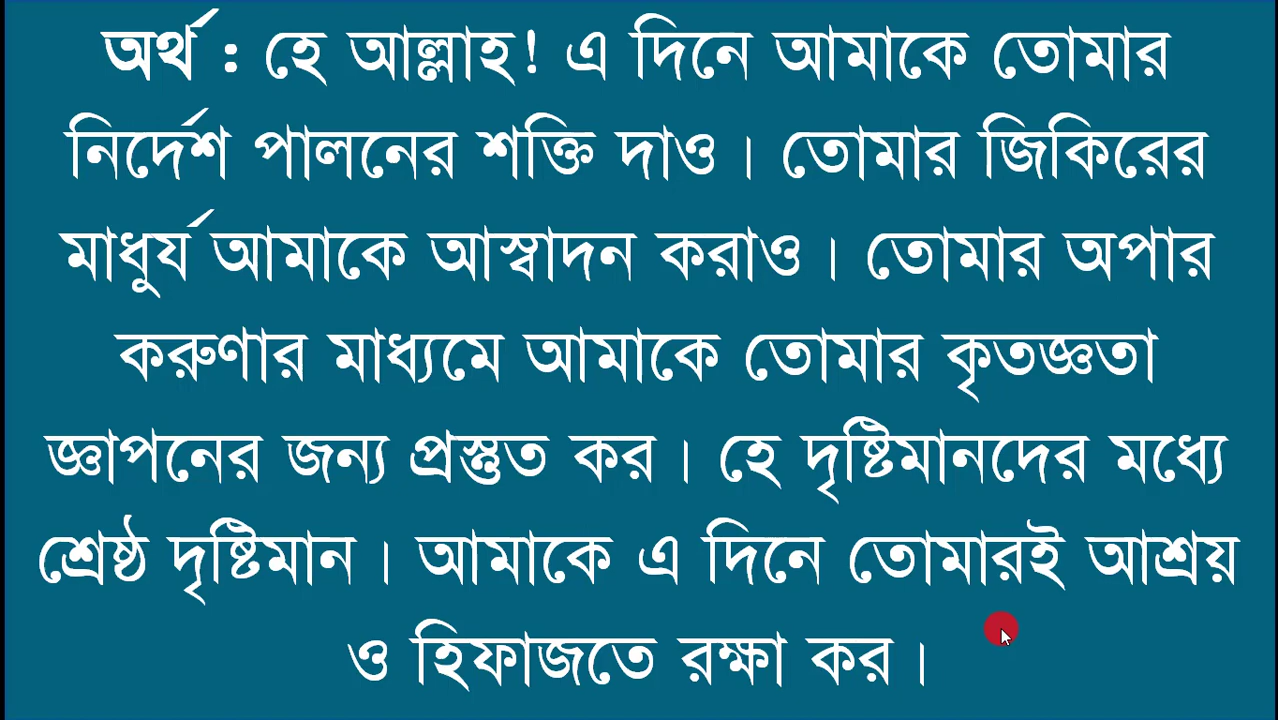 অর্থ : হে আল্লাহ! এ দিনে আমাকে তোমার
নির্দেশ পালনের শক্তি দাও । তোমার জিকিরের
মাধুর্য আমাকে আস্বাদন করাও । তোমার অপার
করুণার মাধ্যমে আমাকে তোমার কৃতজ্ঞতা
জ্ঞাপনের জন্য প্রস্তুত কর । হে দৃষ্টিমানদের মধ্যে
শ্রেষ্ঠ দৃষ্টিমান । আমাকে এ দিনে তোমারই আশ্রয়
ও হিফাজতে রক্ষা কর ।